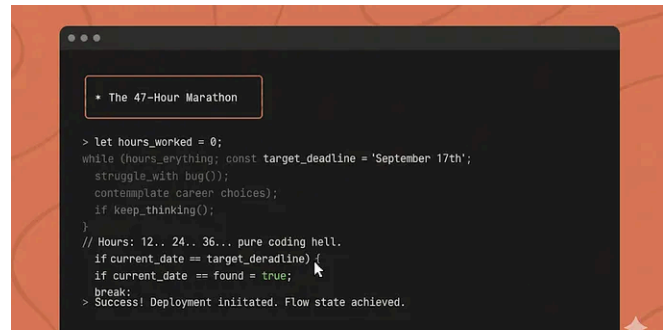 * The 47-Hour Marathon
> let hours_worked = 0;
while (hours_erything; const target_deadline = 'September 17th';
struggle_with bug());
contemmplate career choices);
if keep_thinking();
}
// Hours: 12.. 24.. 36... pure coding hell.
if current_date == target_deradline) {
if current_date == found = true;
break:
> Success! Deployment iniitated. Flow state achieved.